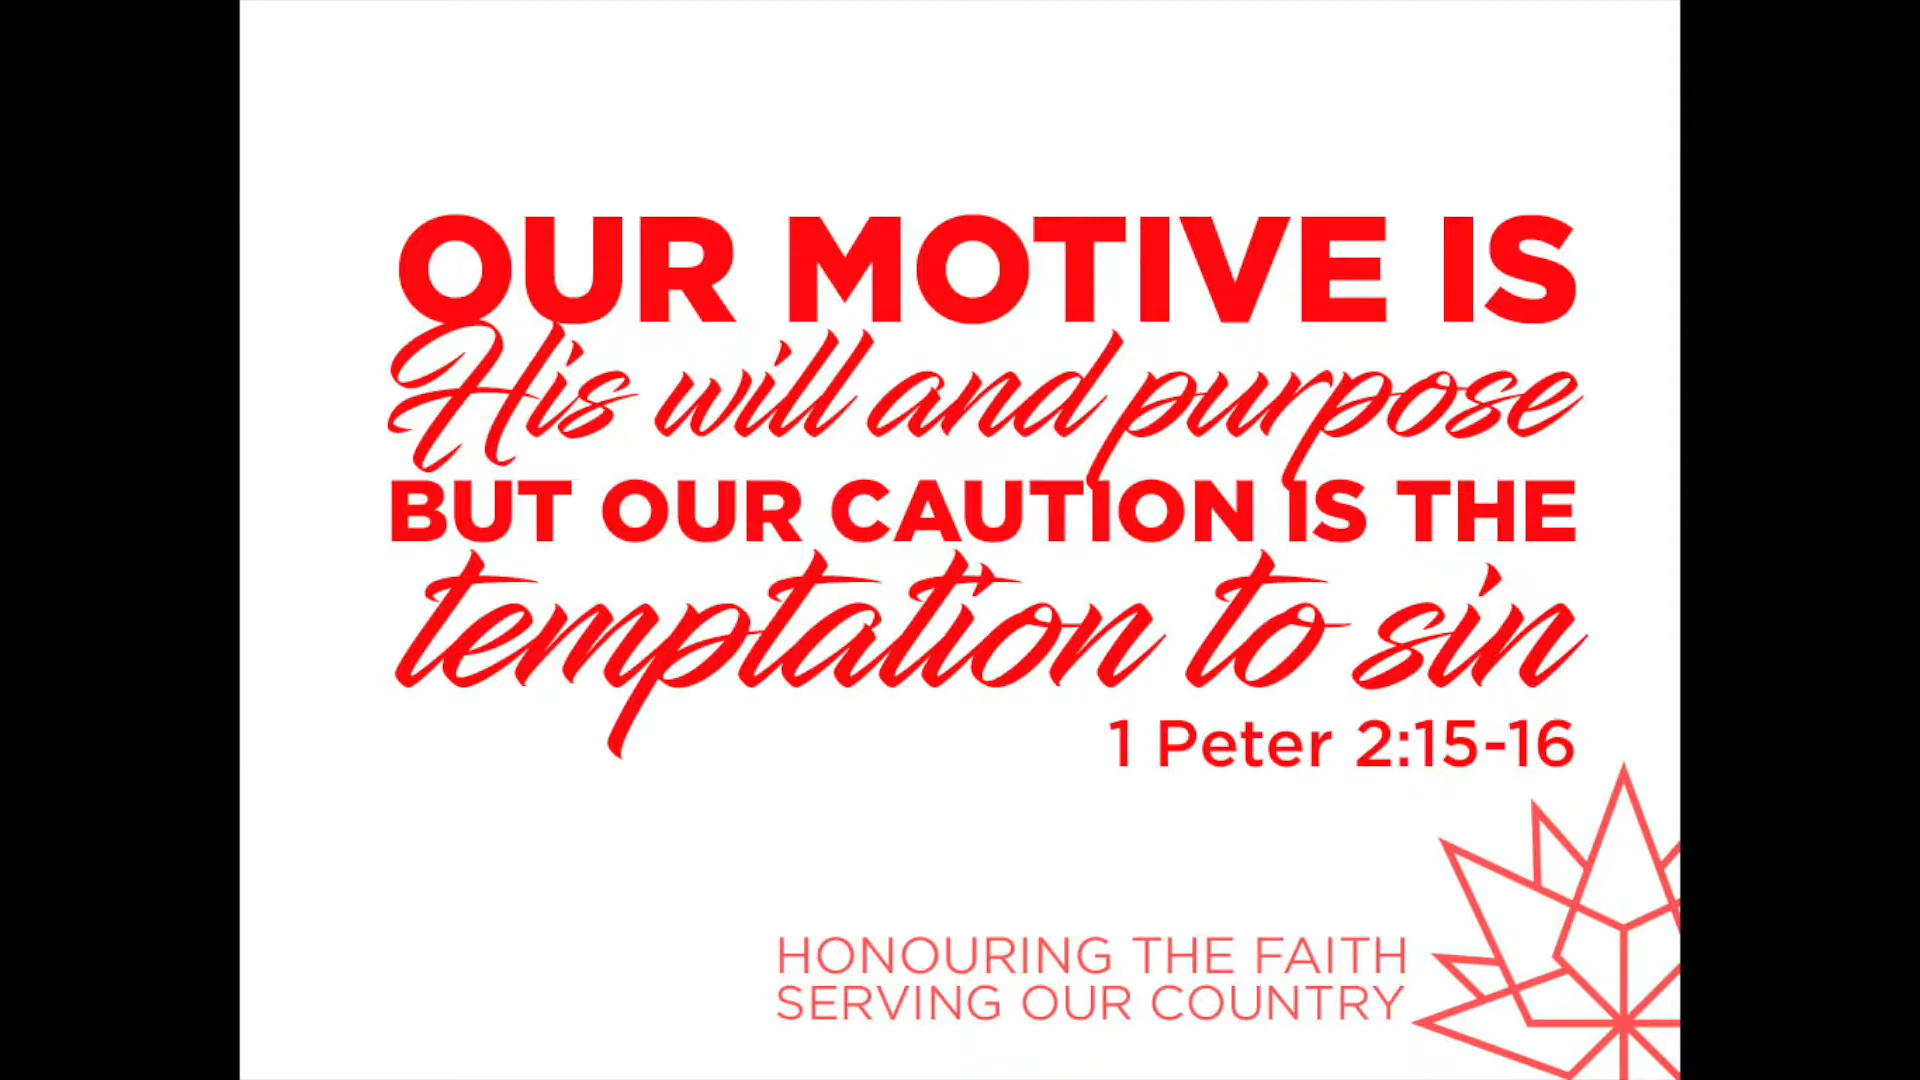 OUR MOTIVE IS
His will and purpose
BUT OUR CAUTION IS THE
temptation to sin
1 Peter 2:15-16
HONOURING THE FAITH
SERVING OUR COUNTRY